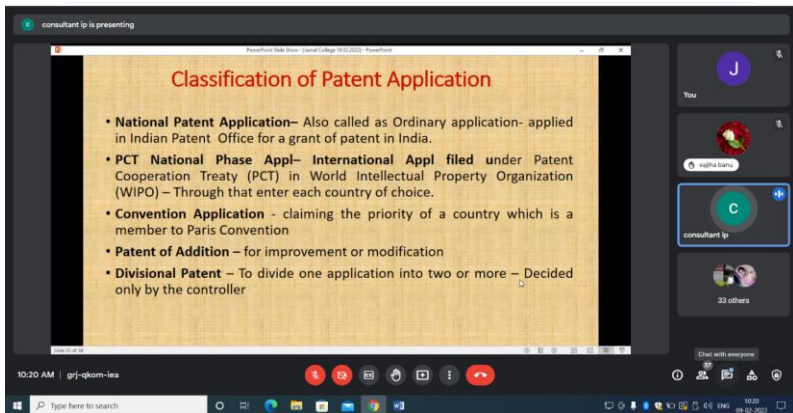 consultant ip is presenting
PowerPoint Slide Show - [Jamal College 19.02.2022] - PowerPoint
Classification of Patent Application
• National Patent Application– Also called as Ordinary application- applied
in Indian Patent Office for a grant of patent in India.
• PCT National Phase Appl– International Appl filed under Patent
Cooperation Treaty (PCT) in World Intellectual Property Organization
(WIPO) – Through that enter each country of choice.
• Convention Application - claiming the priority of a country which is a
member to Paris Convention
• Patent of Addition – for improvement or modification
• Divisional Patent – To divide one application into two or more – Decided
only by the controller
J
You
vajiha banu
C
consultant ip
33 others
Chat with everyone
37
10:20 AM | grj-qkom-iea
Type here to search
ENG
10:20